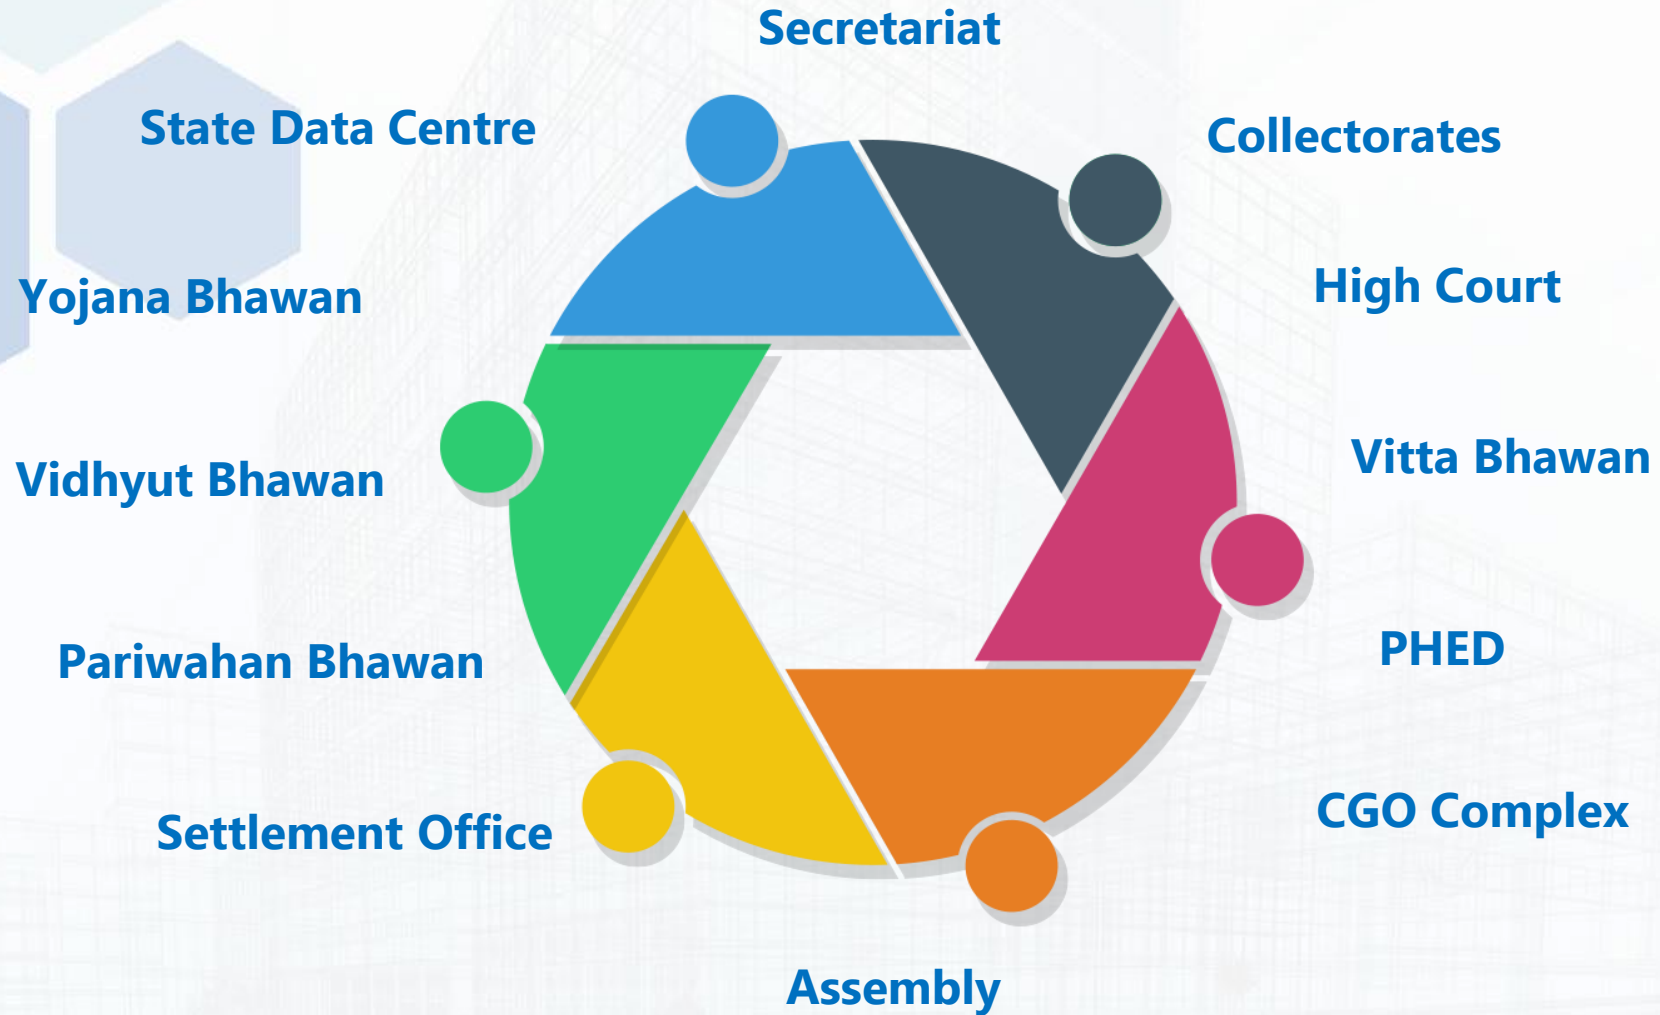 Secretariat
State Data Centre
Collectorates
Yojana Bhawan
High Court
Vidhyut Bhawan
Vitta Bhawan
Pariwahan Bhawan
PHED
Settlement Office
CGO Complex
Assembly